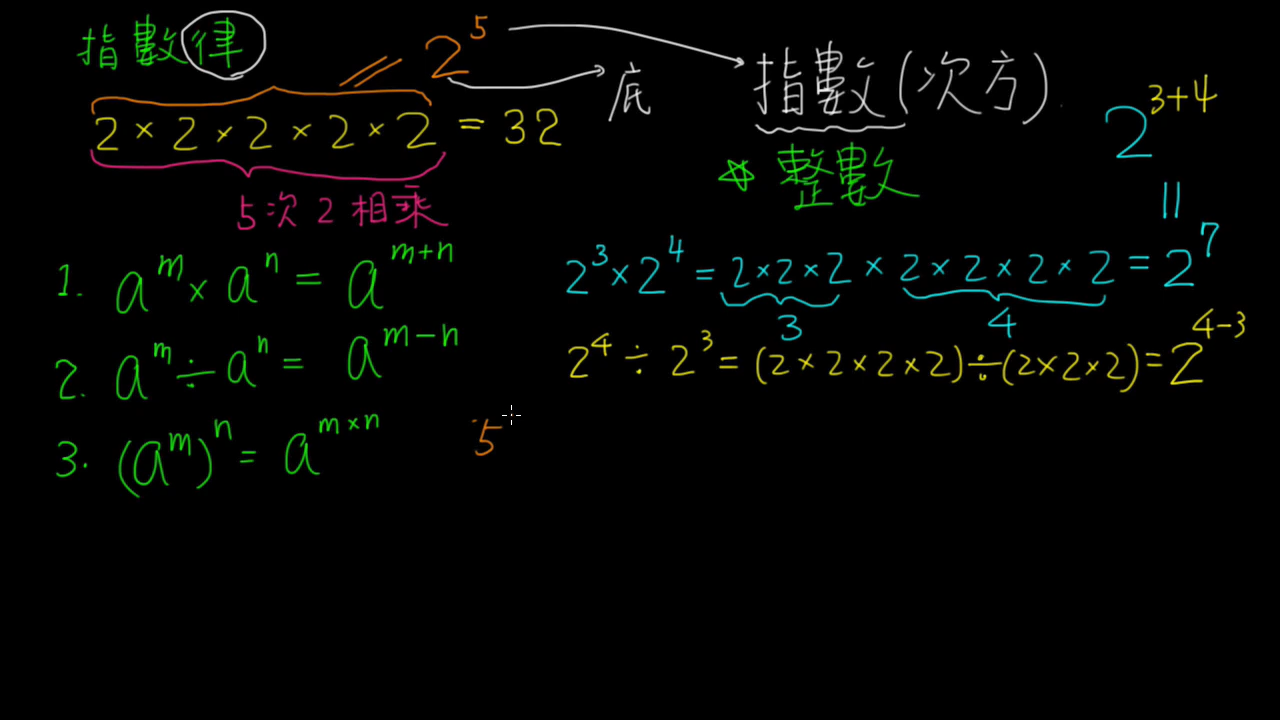 指數律
2^5
底
指數(次方)
2×2×2×2×2 = 32
5次2相乘
☆ 整數
2^{3+4}
=
1. a^m × a^n = a^{m+n}
2^3×2^4 = 2×2×2 × 2×2×2×2 = 2^7
3
4
2. a^m ÷ a^n = a^{m-n}
2^4 ÷ 2^3 = (2×2×2×2)÷(2×2×2) = 2^{4-3}
3. (a^m)^n = a^{m×n}
5